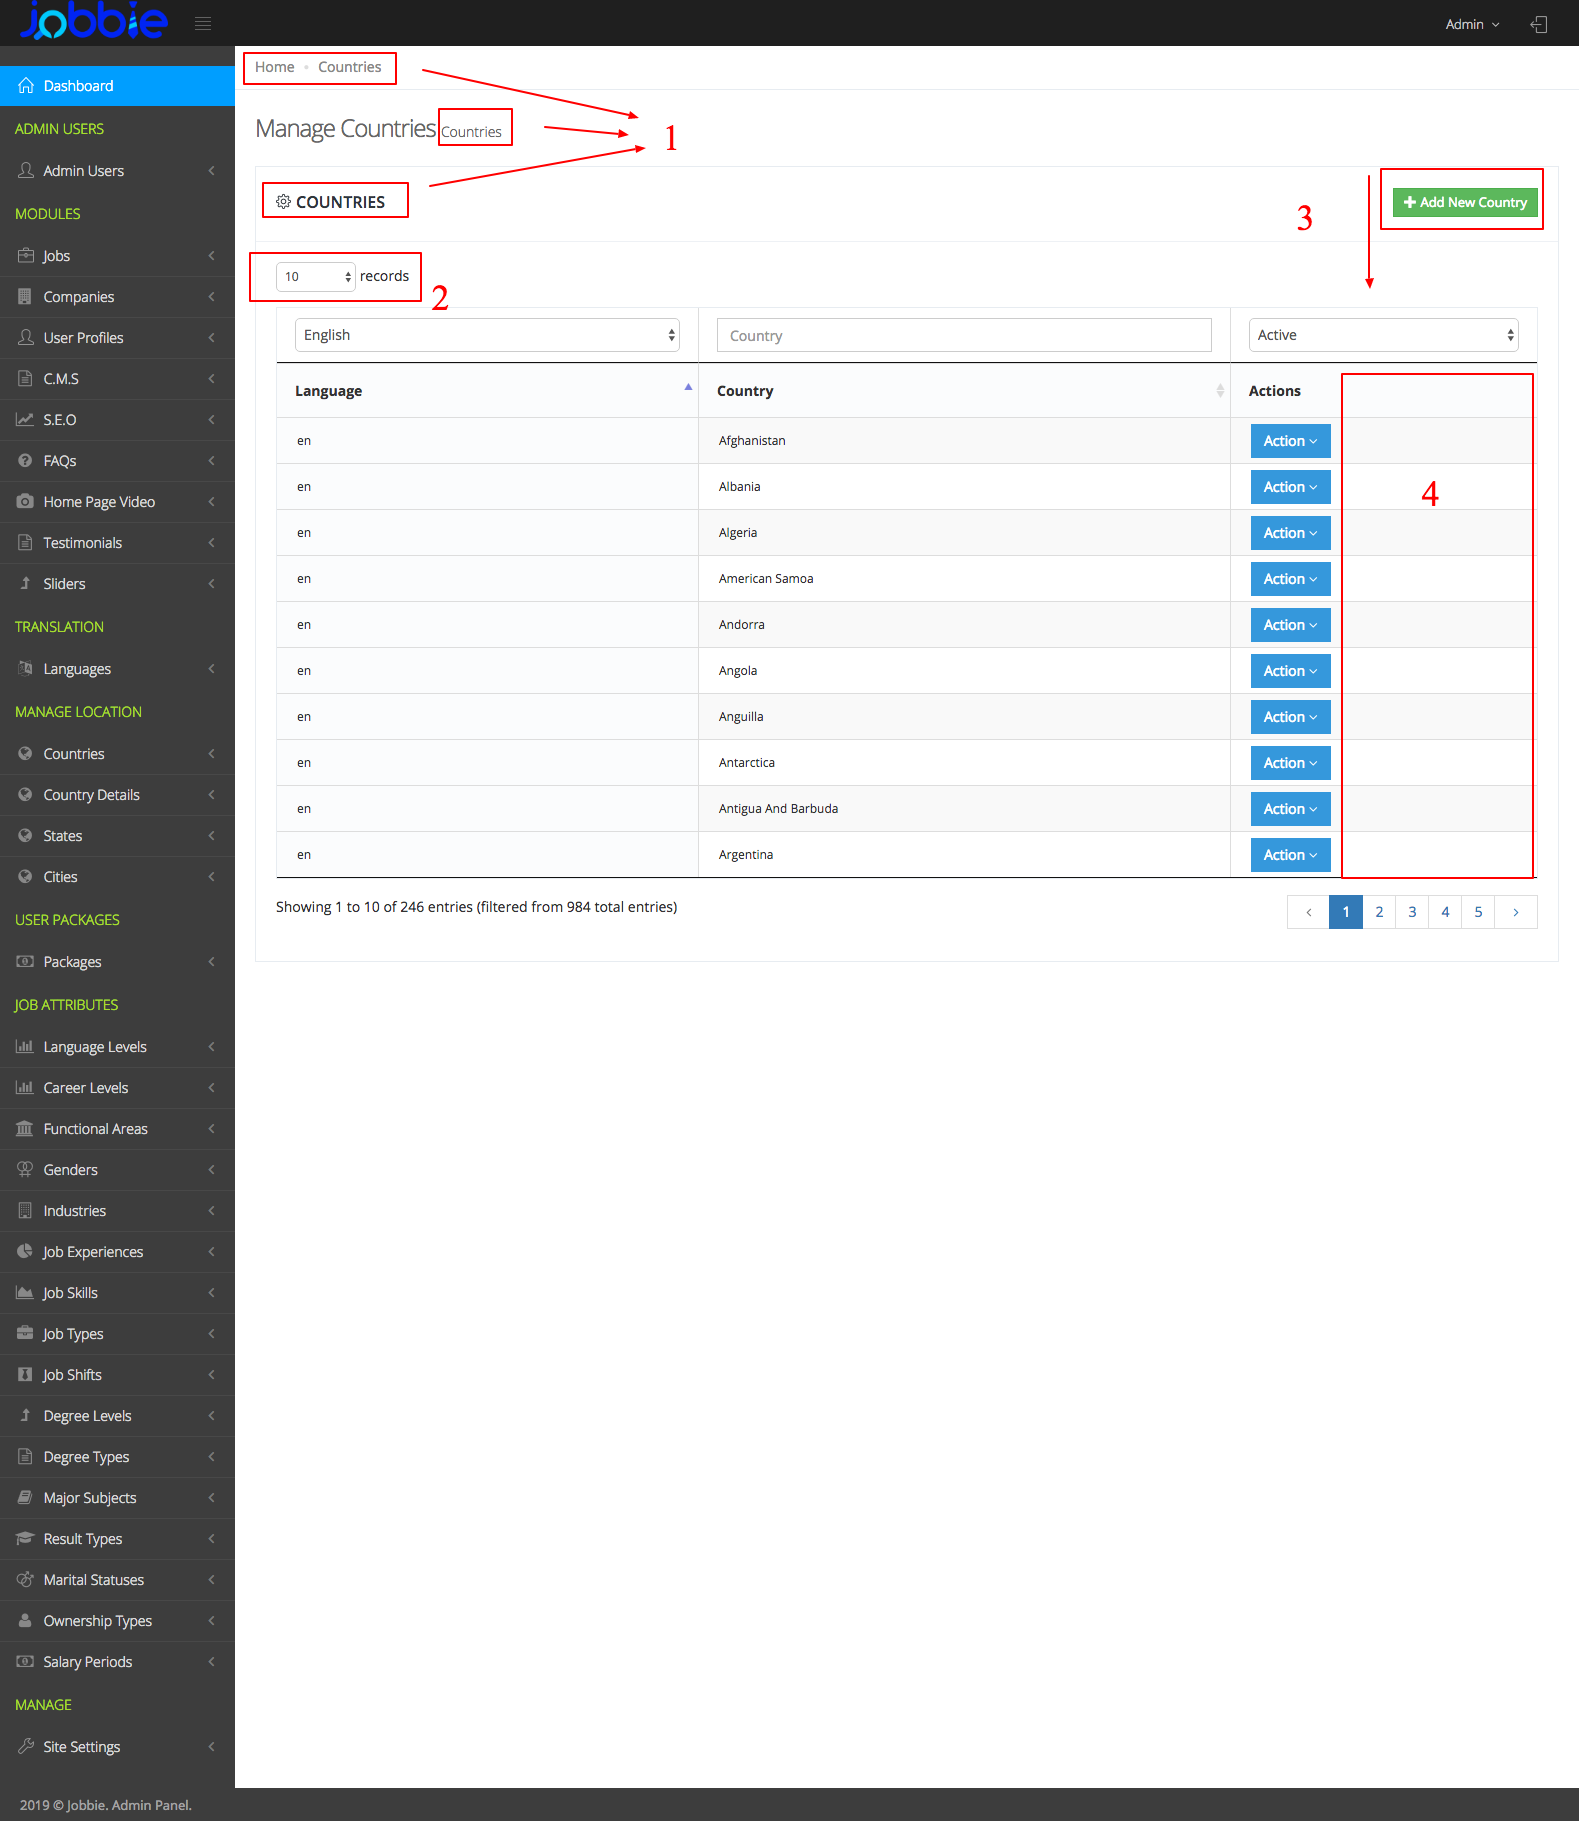 jobbie
Admin
Dashboard
ADMIN USERS
Admin Users
MODULES
Jobs
Companies
User Profiles
C.M.S
S.E.O
FAQs
Home Page Video
Testimonials
Sliders
TRANSLATION
Languages
MANAGE LOCATION
Countries
Country Details
States
Cities
USER PACKAGES
Packages
JOB ATTRIBUTES
Language Levels
Career Levels
Functional Areas
Genders
Industries
Job Experiences
Job Skills
Job Types
Job Shifts
Degree Levels
Degree Types
Major Subjects
Result Types
Marital Statuses
Ownership Types
Salary Periods
MANAGE
Site Settings
Home Countries
Manage Countries Countries
1
COUNTRIES
Add New Country
3
10 records
2
English Country Active
Language Country Actions
en Afghanistan Action
en Albania Action
4
en Algeria Action
en American Samoa Action
en Andorra Action
en Angola Action
en Anguilla Action
en Antarctica Action
en Antigua And Barbuda Action
en Argentina Action
Showing 1 to 10 of 246 entries (filtered from 984 total entries)
< 1 2 3 4 5 >
2019 © Jobbie. Admin Panel.